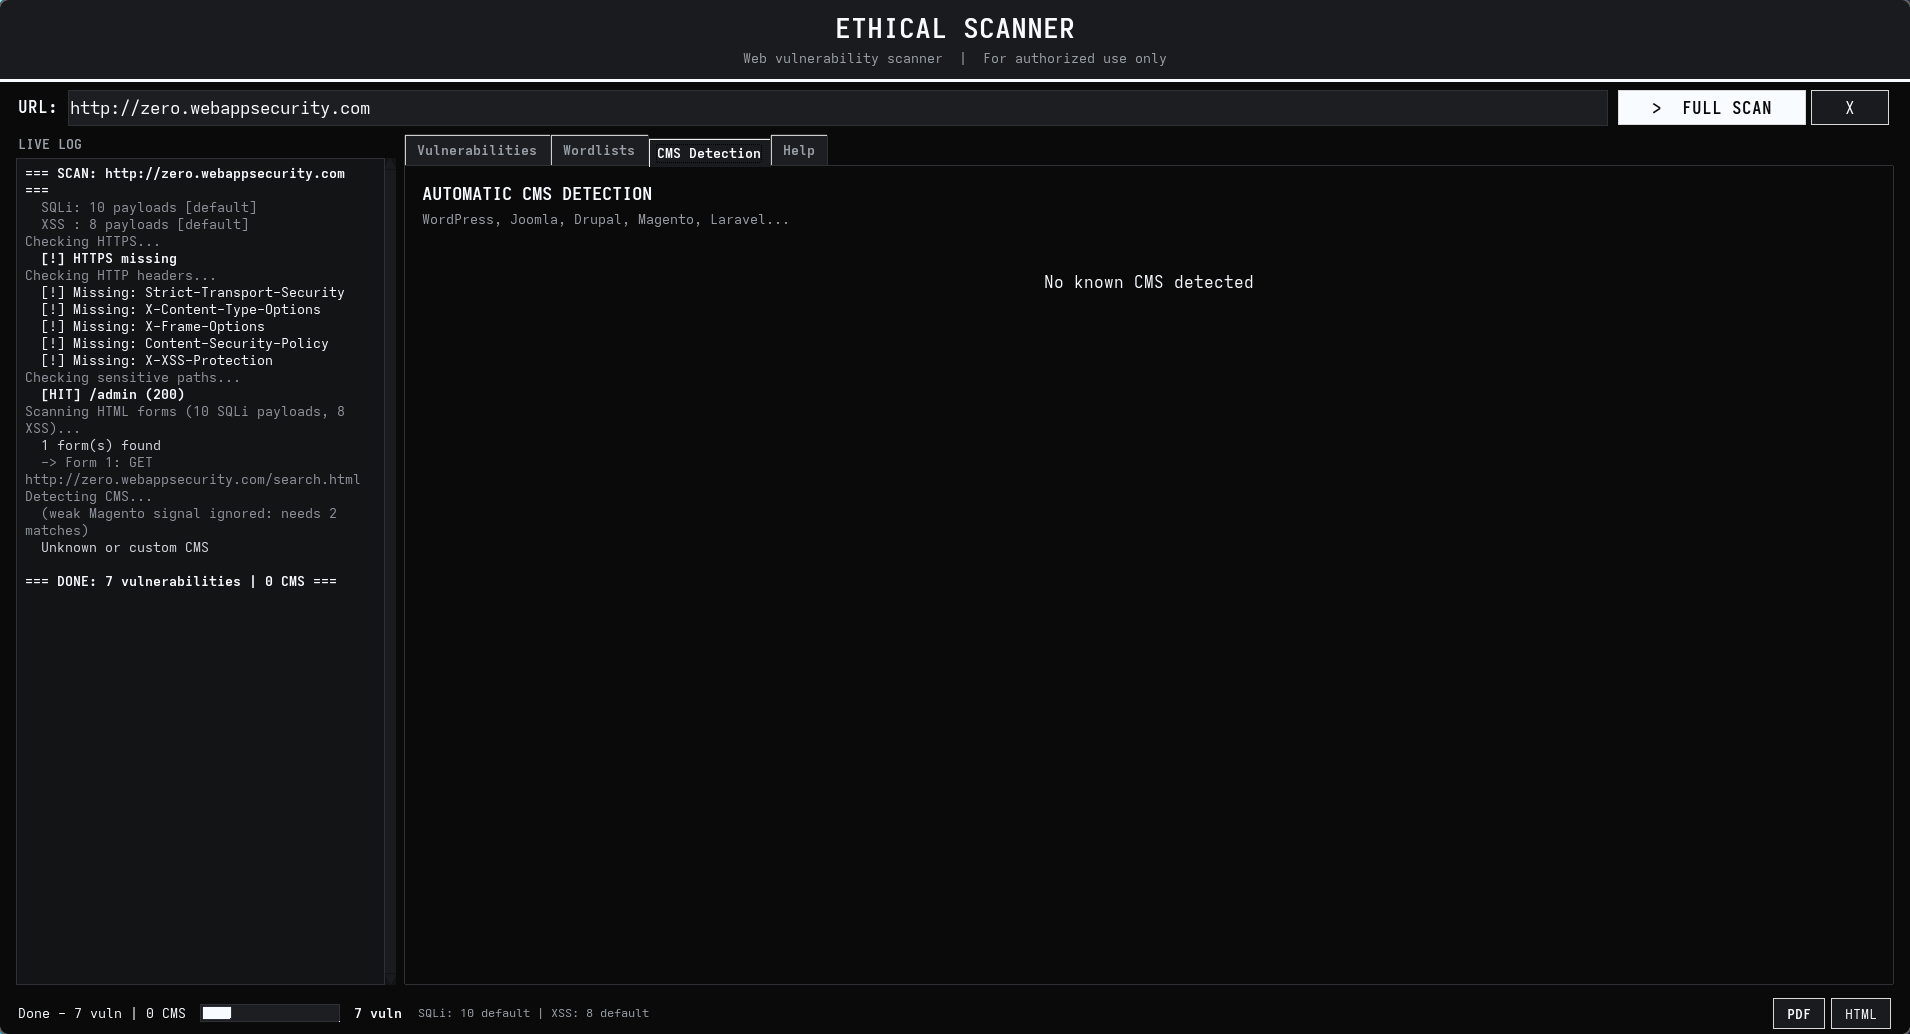 ETHICAL SCANNER
Web vulnerability scanner | For authorized use only
URL: http://zero.webappsecurity.com
> FULL SCAN
X
LIVE LOG
=== SCAN: http://zero.webappsecurity.com
===
SQLi: 10 payloads [default]
XSS : 8 payloads [default]
Checking HTTPS...
[!] HTTPS missing
Checking HTTP headers...
[!] Missing: Strict-Transport-Security
[!] Missing: X-Content-Type-Options
[!] Missing: X-Frame-Options
[!] Missing: Content-Security-Policy
[!] Missing: X-XSS-Protection
Checking sensitive paths...
[HIT] /admin (200)
Scanning HTML forms (10 SQLi payloads, 8
XSS)...
1 form(s) found
-> Form 1: GET
http://zero.webappsecurity.com/search.html
Detecting CMS...
(weak Magento signal ignored: needs 2
matches)
Unknown or custom CMS
=== DONE: 7 vulnerabilities | 0 CMS ===
Vulnerabilities
Wordlists
CMS Detection
Help
AUTOMATIC CMS DETECTION
WordPress, Joomla, Drupal, Magento, Laravel...
No known CMS detected
Done - 7 vuln | 0 CMS
7 vuln
SQLi: 10 default | XSS: 8 default
PDF
HTML